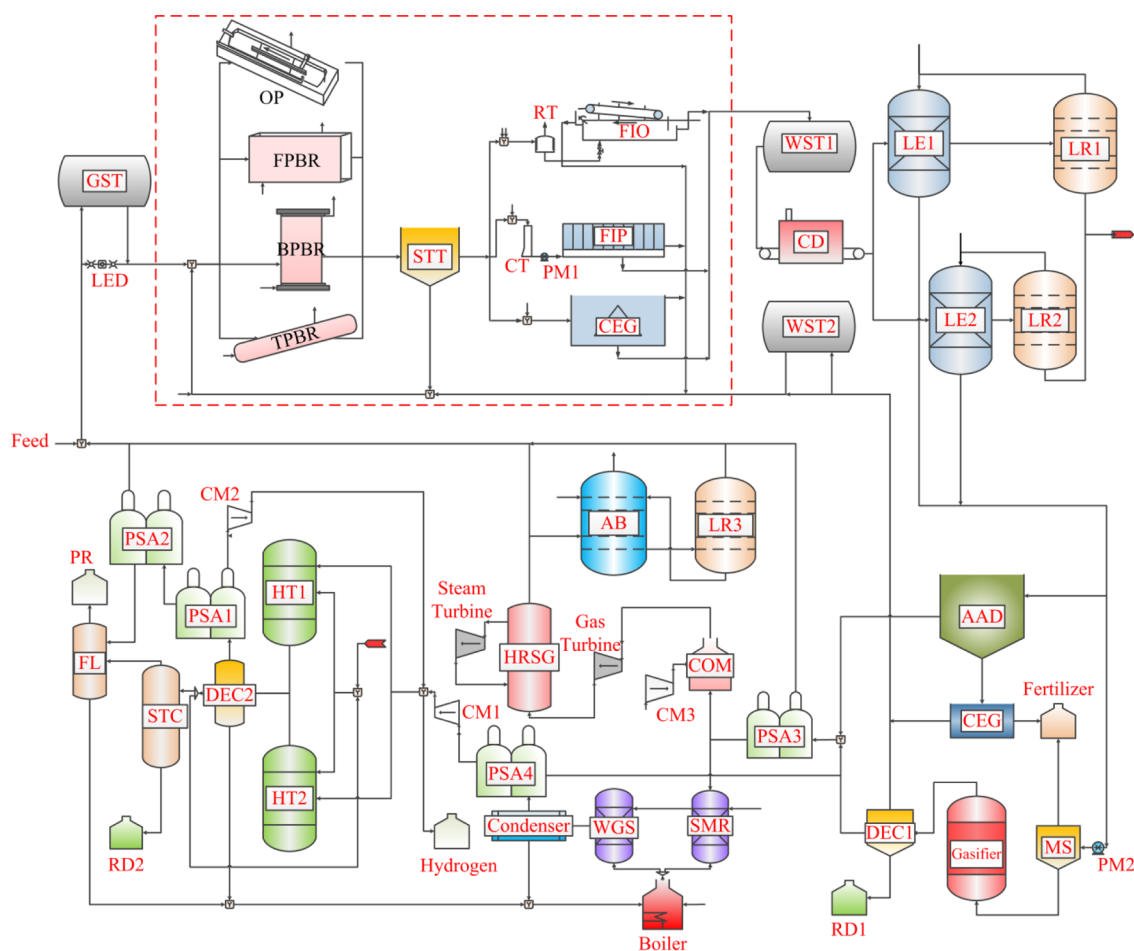 OP
RT
FIO
FPBR
WST1
LE1
LR1
GST
BPBR
STT
FIP
CD
LED
CT
PM1
TPBR
CEG
WST2
LE2
LR2
Feed
CM2
PSA2
AB
LR3
PR
HT1
PSA1
Steam
Turbine
Gas
Turbine
AAD
FL
DEC2
HRSG
COM
STC
CM1
CM3
PSA3
CEG
Fertilizer
PSA4
HT2
Condenser
WGS
SMR
DEC1
Gasifier
MS
PM2
RD2
Hydrogen
RD1
Boiler
Y
Y
Y
Y
Y
Y
Y
Y
Y
Y
Y